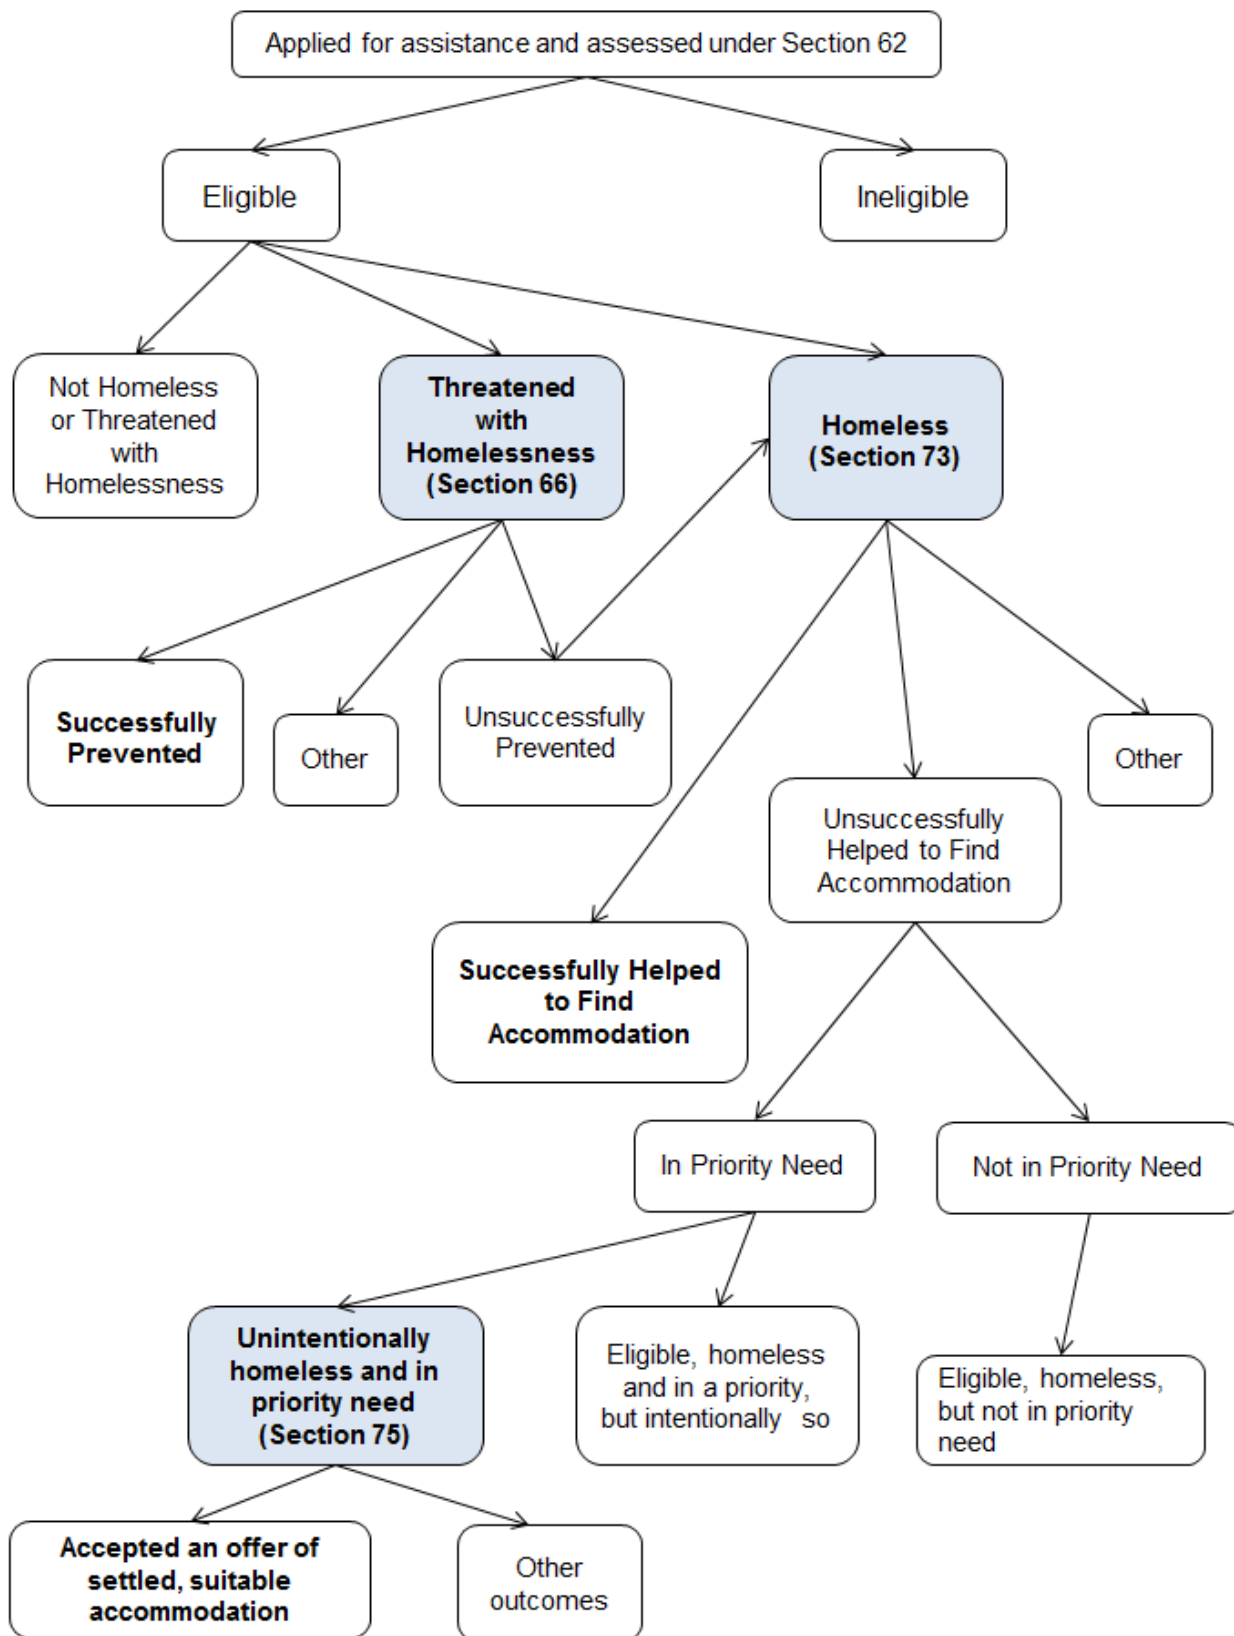 Applied for assistance and assessed under Section 62
Eligible
Ineligible
Not Homeless
or Threatened
with
Homelessness
Threatened
with
Homelessness
(Section 66)
Homeless
(Section 73)
Successfully
Prevented
Other
Unsuccessfully
Prevented
Other
Unsuccessfully
Helped to Find
Accommodation
Successfully Helped
to Find
Accommodation
In Priority Need
Not in Priority Need
Unintentionally
homeless and in
priority need
(Section 75)
Eligible, homeless
and in a priority,
but intentionally so
Eligible, homeless,
but not in priority
need
Accepted an offer of
settled, suitable
accommodation
Other
outcomes